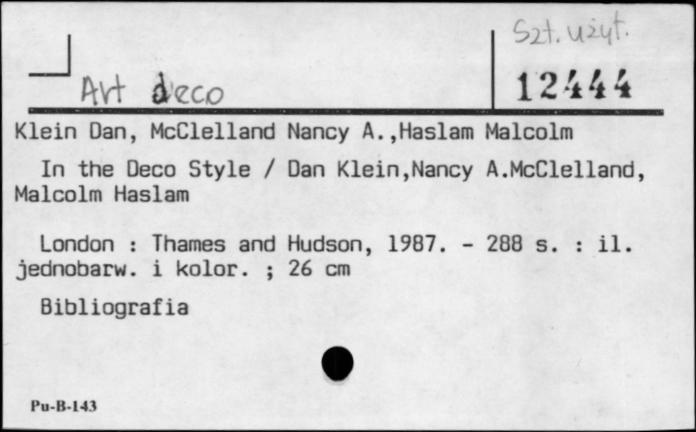 Szt. użyt.
Art deco
12444
Klein Dan, McClelland Nancy A.,Haslam Malcolm
In the Deco Style / Dan Klein,Nancy A.McClelland,
Malcolm Haslam
London : Thames and Hudson, 1987. - 288 s. : il.
jednobarw. i kolor. ; 26 cm
Bibliografia
Pu-B-143